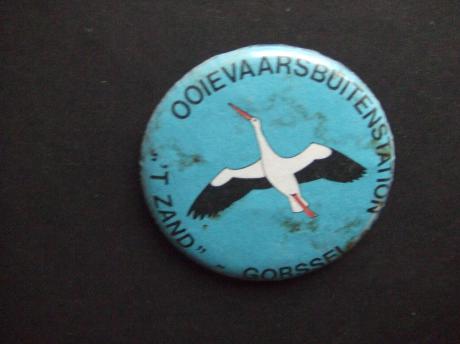 OOIEVAARSBUITENSTATION
„'T ZAND” - GORSSEL